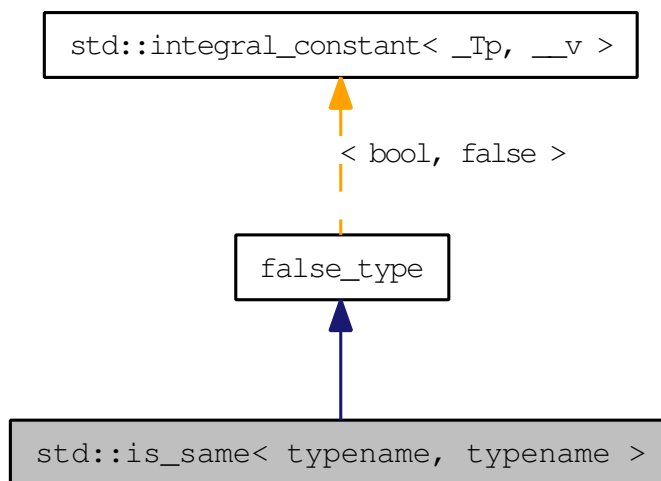 std::integral_constant< _Tp, __v >
< bool, false >
false_type
std::is_same< typename, typename >